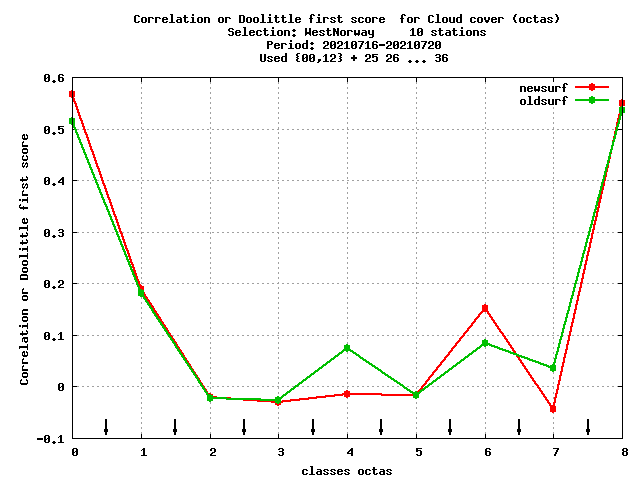 Correlation or Doolittle first score  for Cloud cover (octas)
Selection: WestNorway     10 stations
Period: 20210716-20210720
Used {00,12} + 25 26 ... 36
newsurf
oldsurf
Correlation or Doolittle first score
0.6
0.5
0.4
0.3
0.2
0.1
0
-0.1
0 1 2 3 4 5 6 7 8
classes octas